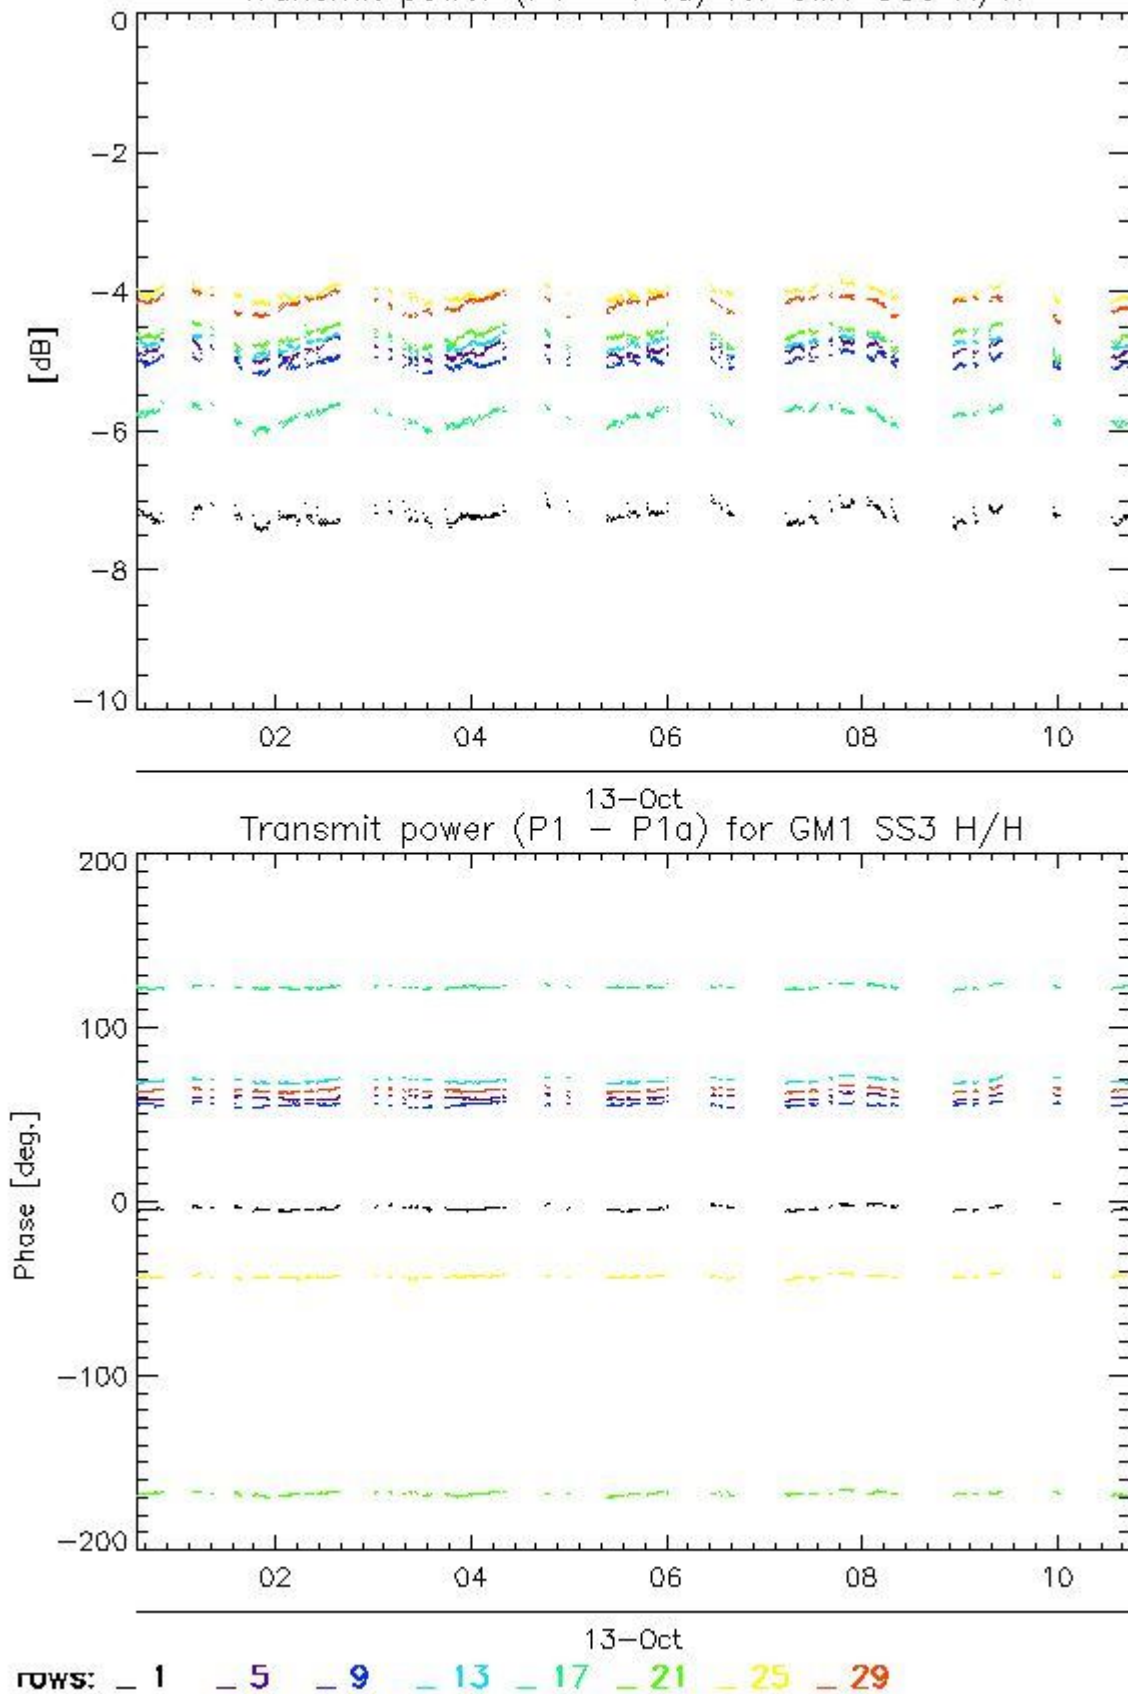 0
−2
−4
−6
−8
−10
[dB]
02 04 06 08 10
13−Oct
Transmit power (P1 − P1a) for GM1 SS3 H/H
200
100
0
−100
−200
Phase [deg.]
02 04 06 08 10
13−Oct
rows: _ 1 _ 5 _ 9 _ 13 _ 17 _ 21 _ 25 _ 29